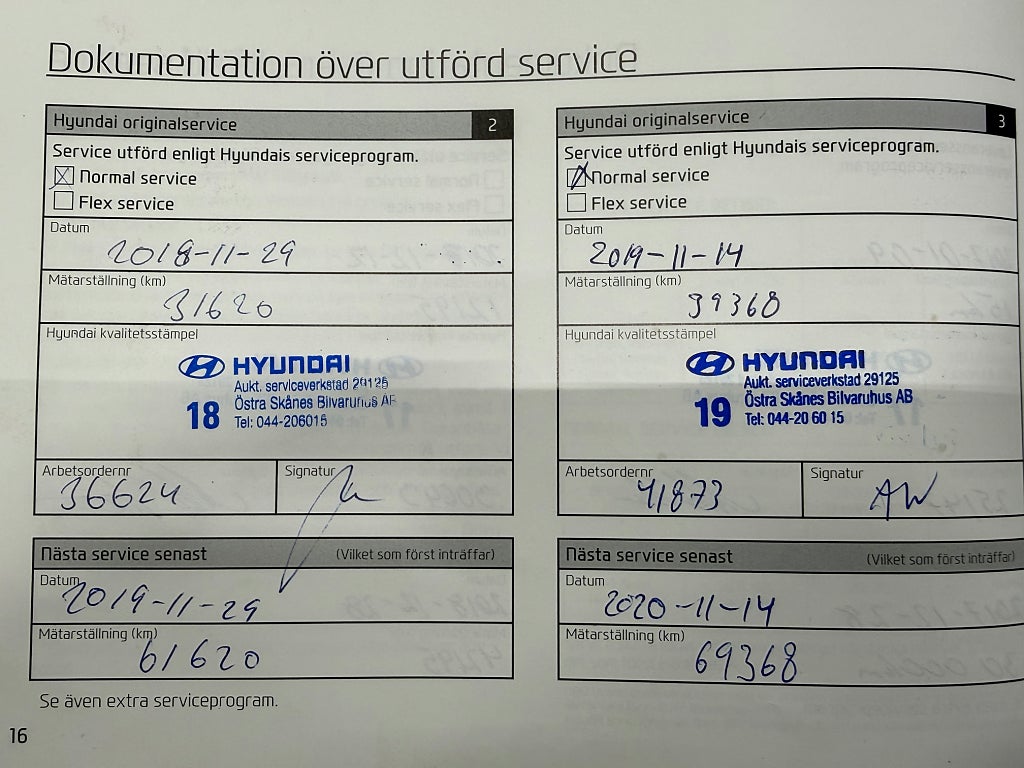 Dokumentation över utförd service
Hyundai originalservice 2
Service utförd enligt Hyundais serviceprogram.
Normal service
Flex service
Datum
2018-11-29
Mätarställning (km)
31620
Hyundai kvalitetsstämpel
HYUNDAI
Aukt. serviceverkstad 29125
18 Östra Skånes Bilvaruhus AB
Tel: 044-206015
Arbetsordernr Signatur
36624
Nästa service senast (Vilket som först inträffar)
Datum
2019-11-29
Mätarställning (km)
61620
Se även extra serviceprogram.
16
Hyundai originalservice 3
Service utförd enligt Hyundais serviceprogram.
Normal service
Flex service
Datum
2019-11-14
Mätarställning (km)
39368
Hyundai kvalitetsstämpel
HYUNDAI
Aukt. serviceverkstad 29125
19 Östra Skånes Bilvaruhus AB
Tel: 044-20 60 15
Arbetsordernr Signatur
41873 AW
Nästa service senast (Vilket som först inträffar)
Datum
2020-11-14
Mätarställning (km)
69368